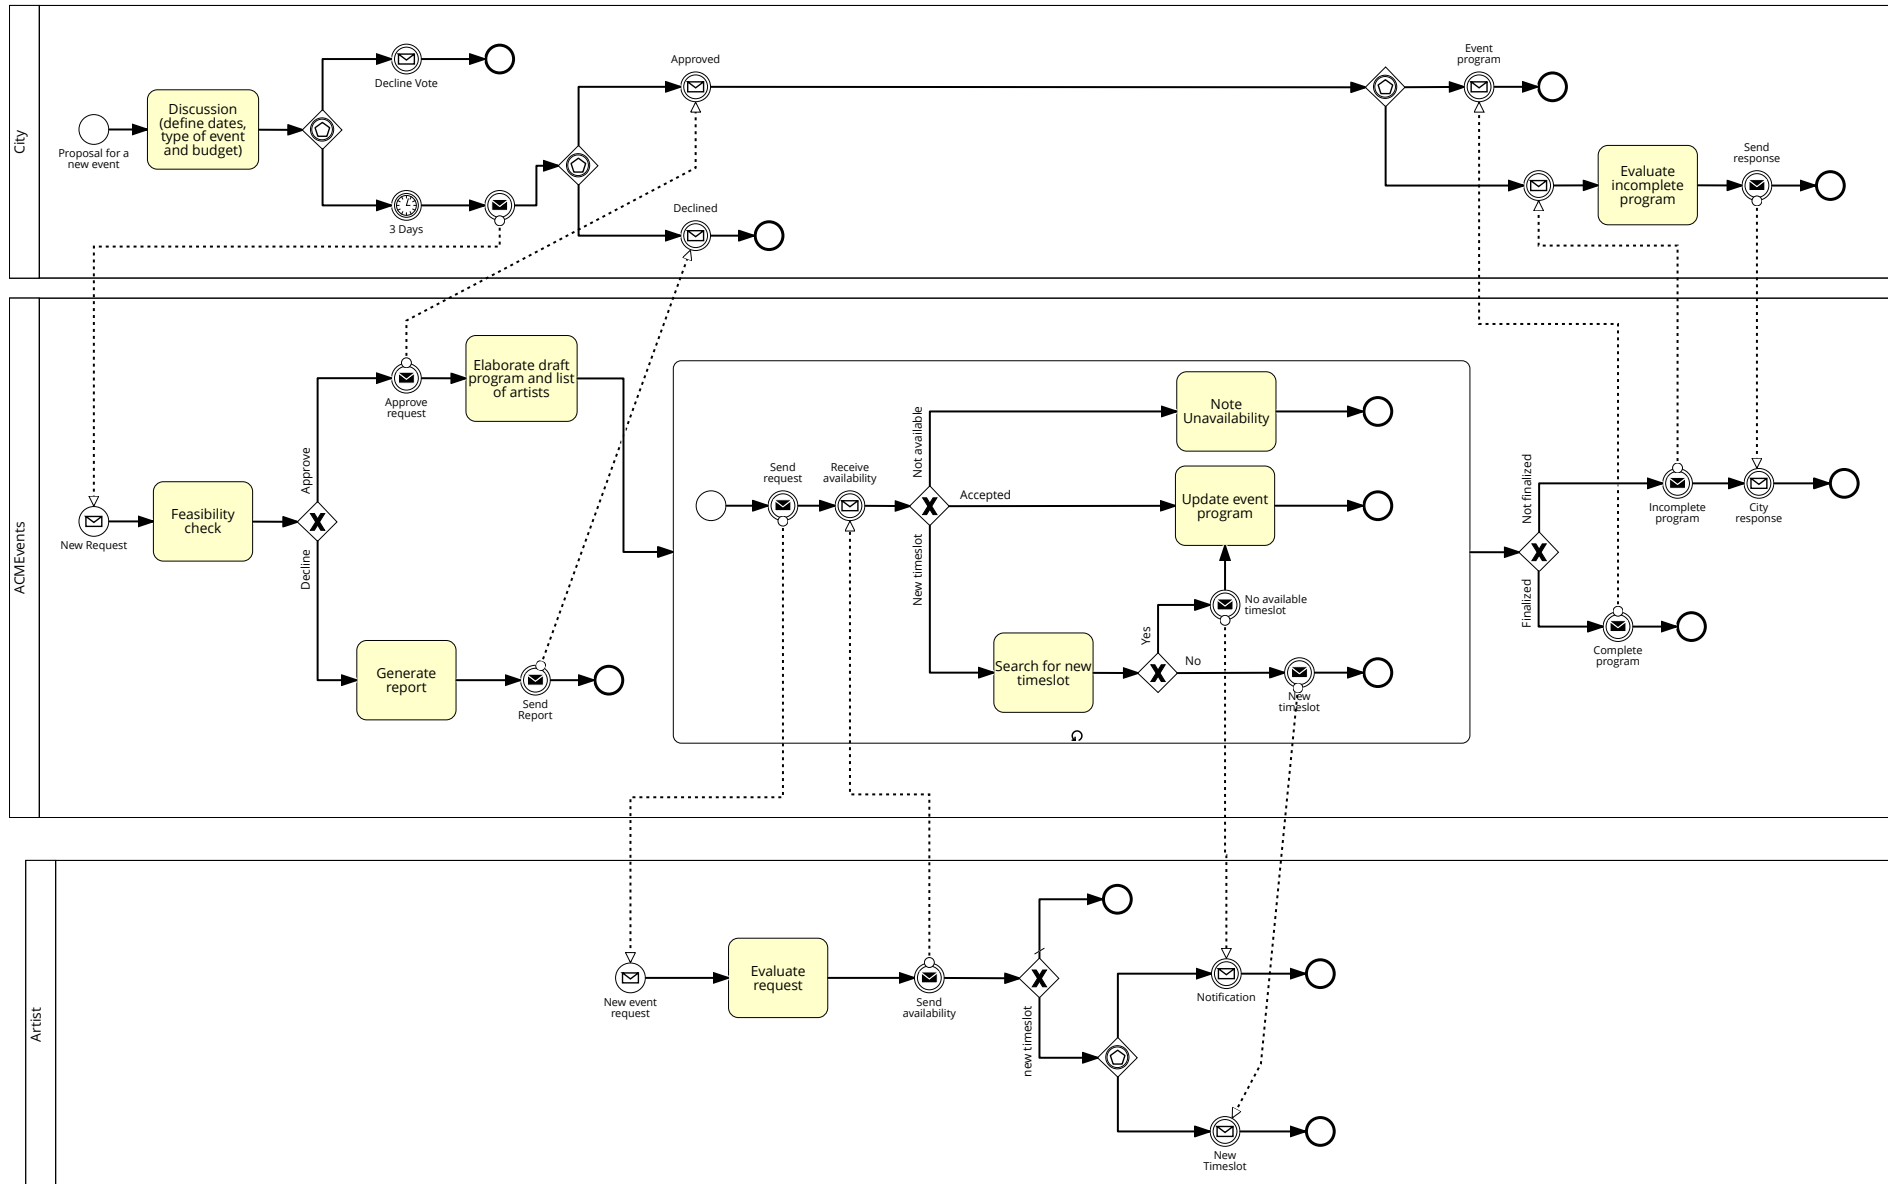 City
Proposal for a
new event
Discussion
(define dates,
type of event
and budget)
Decline Vote
3 Days
Approved
Declined
Event
program
Evaluate
incomplete
program
Send
response
ACMEvents
New Request
Feasibility
check
Approve
Decline
Approve
request
Elaborate draft
program and list
of artists
Generate
report
Send
Report
Send
request
Receive
availability
Not available
Accepted
New timeslot
Note
Unavailability
Update event
program
No available
timeslot
Search for new
timeslot
Yes
No
New
timeslot
Not finalized
Finalized
Incomplete
program
City
response
Complete
program
Artist
New event
request
Evaluate
request
Send
availability
new timeslot
Notification
New
Timeslot